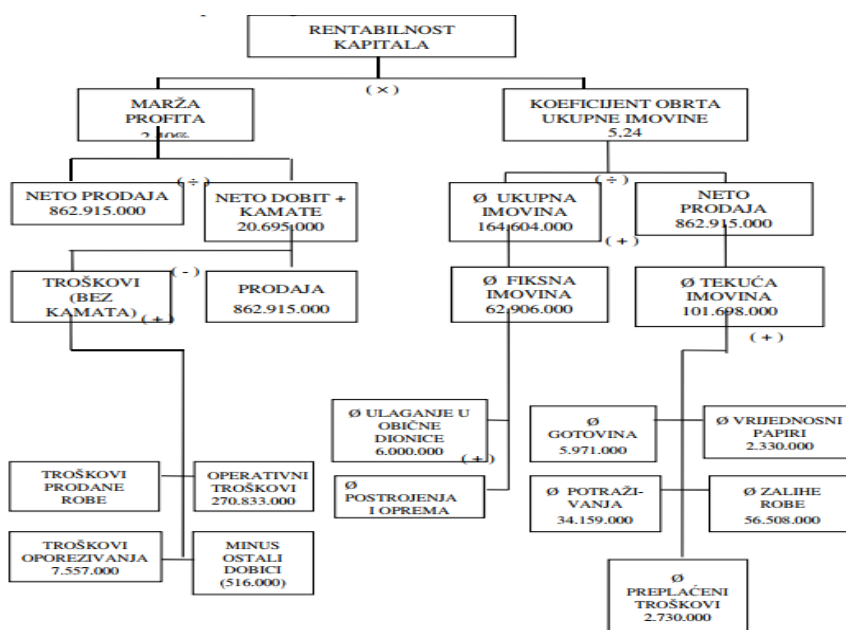 RENTABILNOST
KAPITALA
( × )
MARŽA
PROFITA
KOEFICIJENT OBRTA
UKUPNE IMOVINE
5,24
( ÷ )
( ÷ )
NETO PRODAJA
862.915.000
NETO DOBIT +
KAMATE
20.695.000
Ø UKUPNA
IMOVINA
164.604.000
NETO
PRODAJA
862.915.000
( - )
( + )
TROŠKOVI
(BEZ
KAMATA)
( + )
PRODAJA
862.915.000
Ø FIKSNA
IMOVINA
62.906.000
Ø TEKUĆA
IMOVINA
101.698.000
( + )
Ø ULAGANJE U
OBIČNE
DIONICE
6.000.000
( + )
Ø
GOTOVINA
5.971.000
Ø VRIJEDNOSNI
PAPIRI
2.330.000
TROŠKOVI
PRODANE
ROBE
OPERATIVNI
TROŠKOVI
270.833.000
Ø
POSTROJENJA
I OPREMA
Ø POTRAŽI-
VANJA
34.159.000
Ø ZALIHE
ROBE
56.508.000
TROŠKOVI
OPOREZIVANJA
7.557.000
MINUS
OSTALI
DOBICI
(516.000)
Ø
PREPLAĆENI
TROŠKOVI
2.730.000